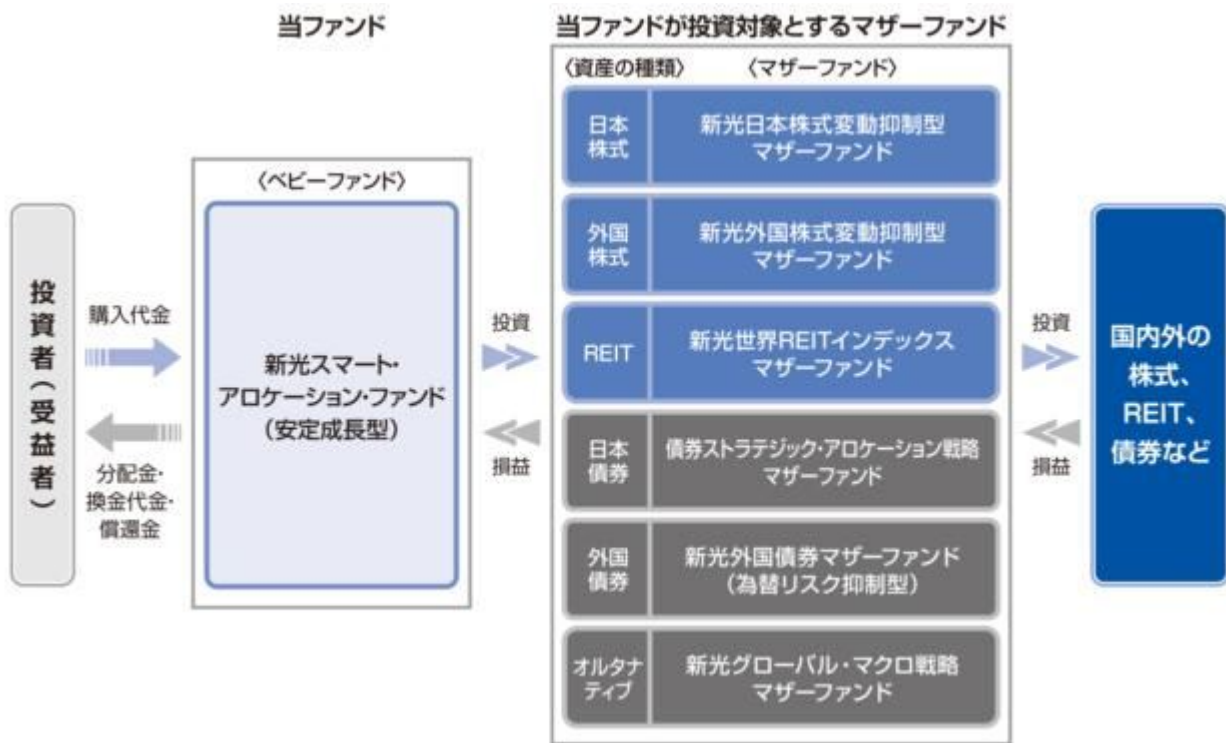 当ファンド
当ファンドが投資対象とするマザーファンド
投資者(受益者)
購入代金
分配金・
換金代金・
償還金
〈ベビーファンド〉
新光スマート・
アロケーション・ファンド
(安定成長型)
投資
損益
〈資産の種類〉 〈マザーファンド〉
日本
株式
新光日本株式変動抑制型
マザーファンド
外国
株式
新光外国株式変動抑制型
マザーファンド
REIT
新光世界REITインデックス
マザーファンド
日本
債券
債券ストラテジック・アロケーション戦略
マザーファンド
外国
債券
新光外国債券マザーファンド
(為替リスク抑制型)
オルタナ
ティブ
新光グローバル・マクロ戦略
マザーファンド
投資
損益
国内外の
株式、
REIT、
債券など